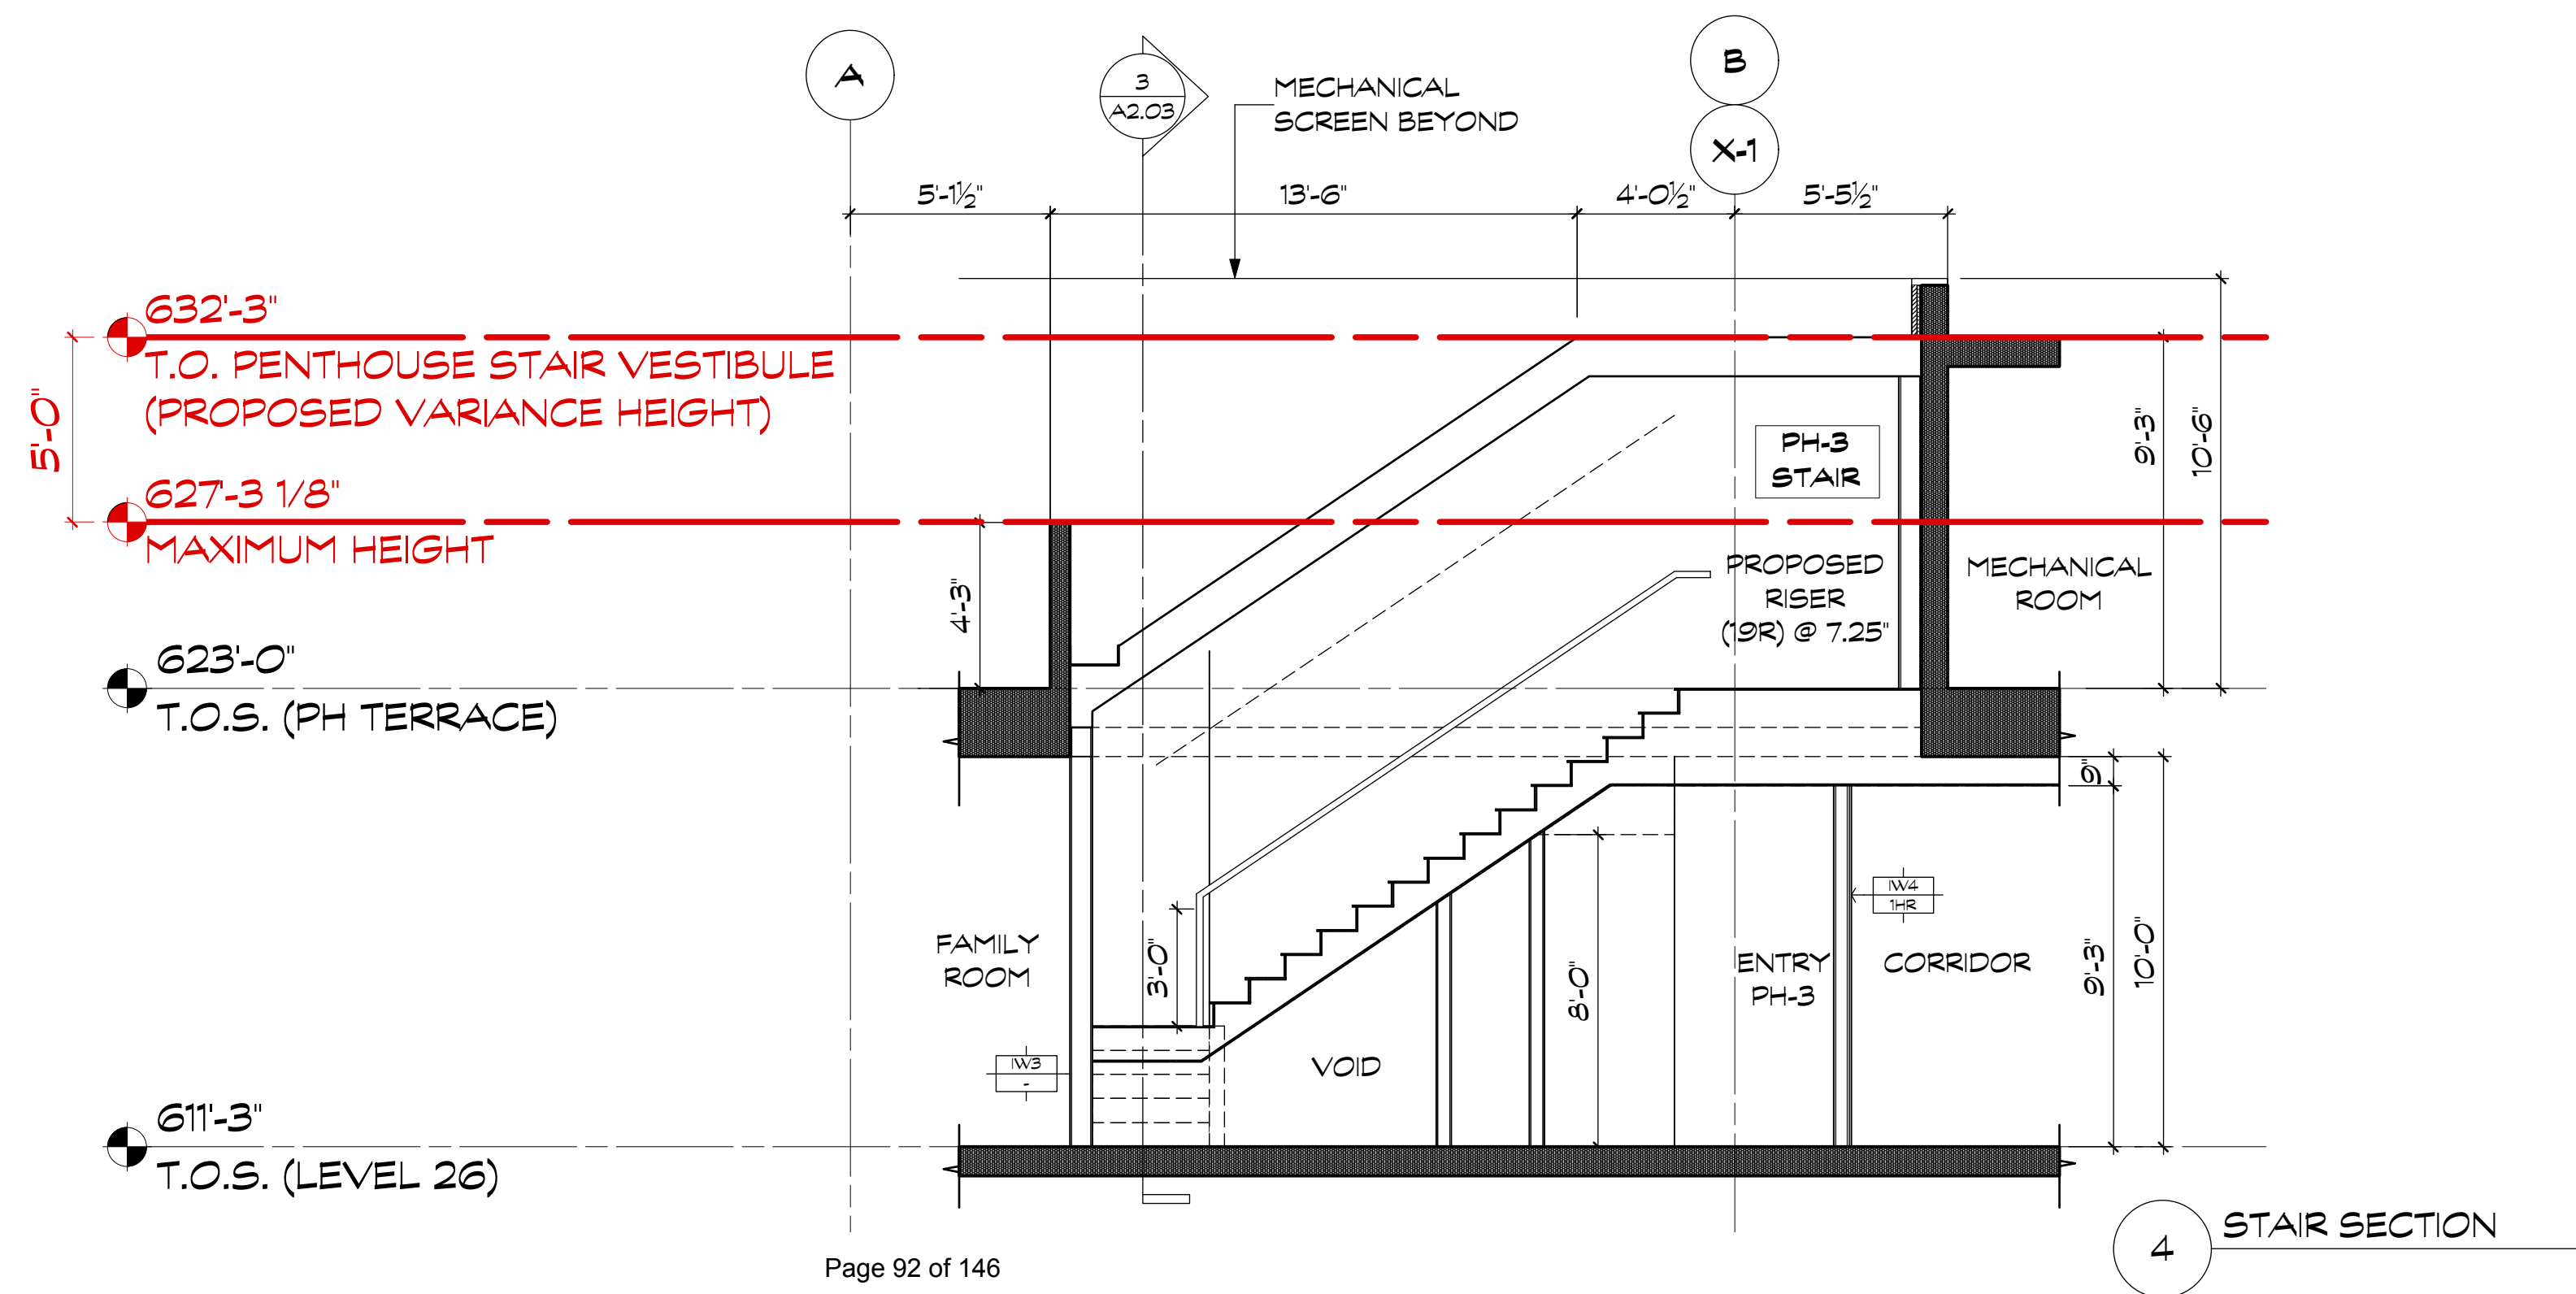 A
3
A2.03
MECHANICAL
SCREEN BEYOND
B
X-1
5'-1½"
13'-6"
4'-0½"
5'-5½"
632'-3"
T.O. PENTHOUSE STAIR VESTIBULE
(PROPOSED VARIANCE HEIGHT)
5'-0"
627'-3 1/8"
MAXIMUM HEIGHT
PH-3
STAIR
9'-3"
10'-6"
4'-3"
PROPOSED
RISER
(19R) @ 7.25"
MECHANICAL
ROOM
623'-0"
T.O.S. (PH TERRACE)
9"
IW4
1HR
FAMILY
ROOM
3'-0"
8'-0"
ENTRY
PH-3
CORRIDOR
9'-3"
10'-0"
IW3
-
VOID
611'-3"
T.O.S. (LEVEL 26)
4
STAIR SECTION
Page 92 of 146